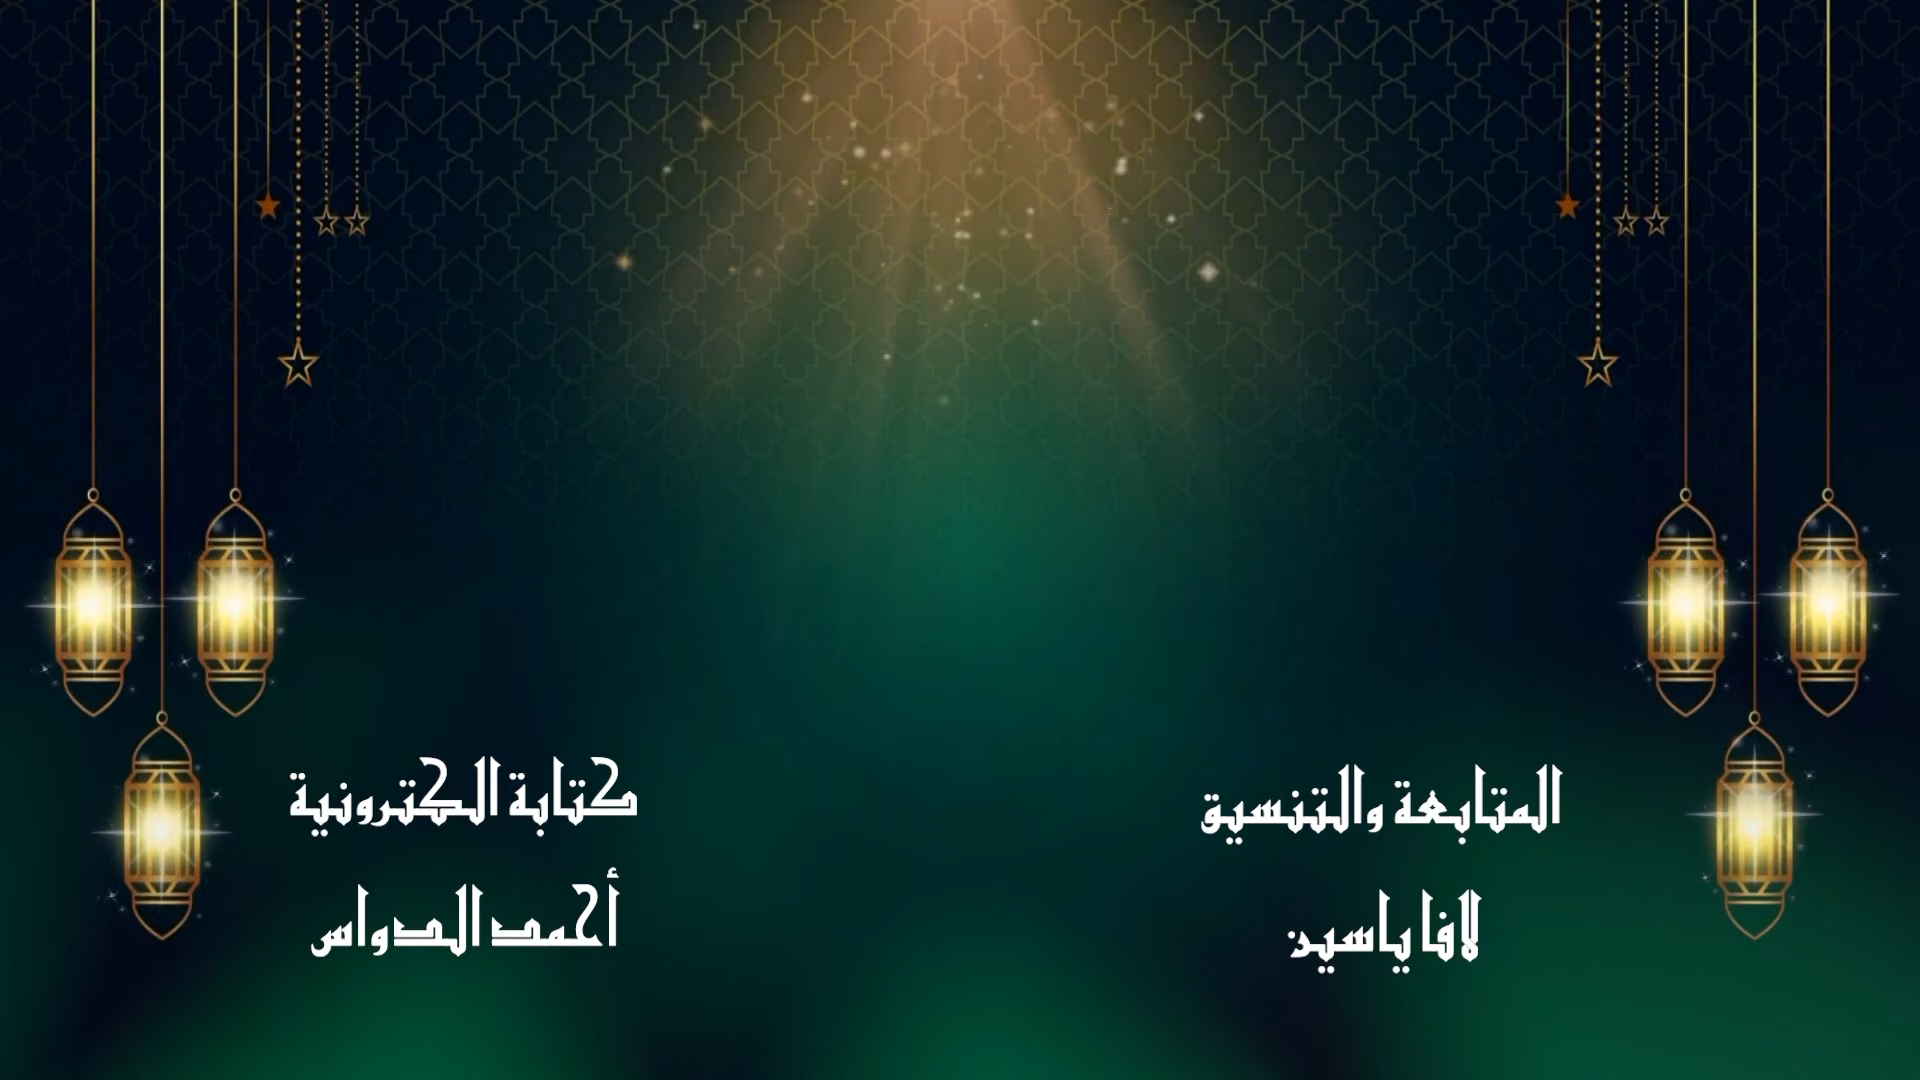 المتابعة والتنسيق
لافا ياسين
كتابة الكترونية
أحمد الدواس